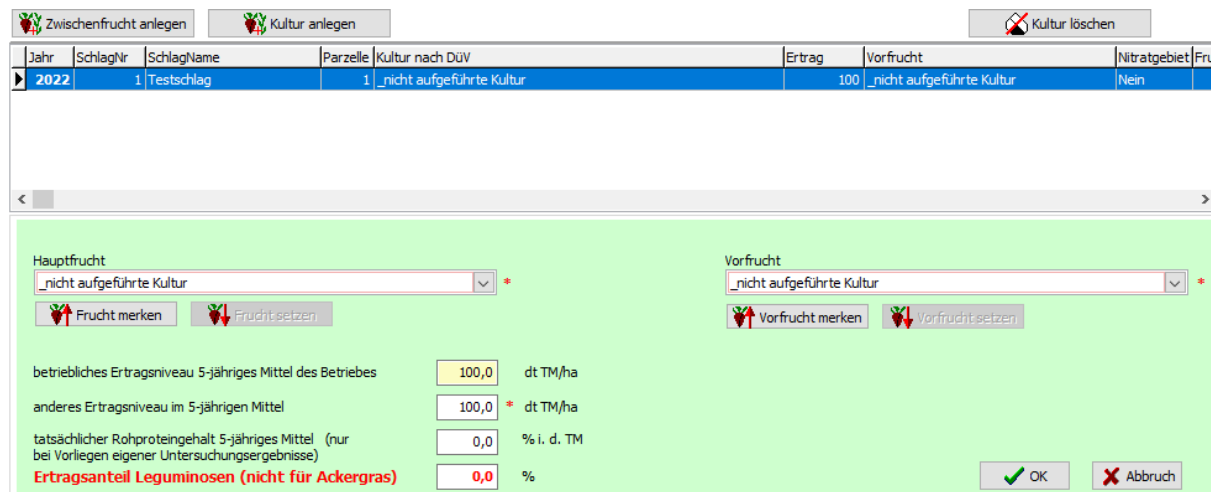 Zwischenfrucht anlegen Kultur anlegen Kultur löschen
Jahr SchlagNr SchlagName Parzelle Kultur nach DüV Ertrag Vorfrucht Nitratgebiet Fru
2022 1 Testschlag 1 _nicht aufgeführte Kultur 100 _nicht aufgeführte Kultur Nein
Hauptfrucht Vorfrucht
_nicht aufgeführte Kultur * _nicht aufgeführte Kultur *
Frucht merken Frucht setzen Vorfrucht merken Vorfrucht setzen
betriebliches Ertragsniveau 5-jähriges Mittel des Betriebes 100,0 dt TM/ha
anderes Ertragsniveau im 5-jährigen Mittel 100,0 * dt TM/ha
tatsächlicher Rohproteingehalt 5-jähriges Mittel (nur 0,0 % i. d. TM
bei Vorliegen eigener Untersuchungsergebnisse)
Ertragsanteil Leguminosen (nicht für Ackergras) 0,0 % OK Abbruch